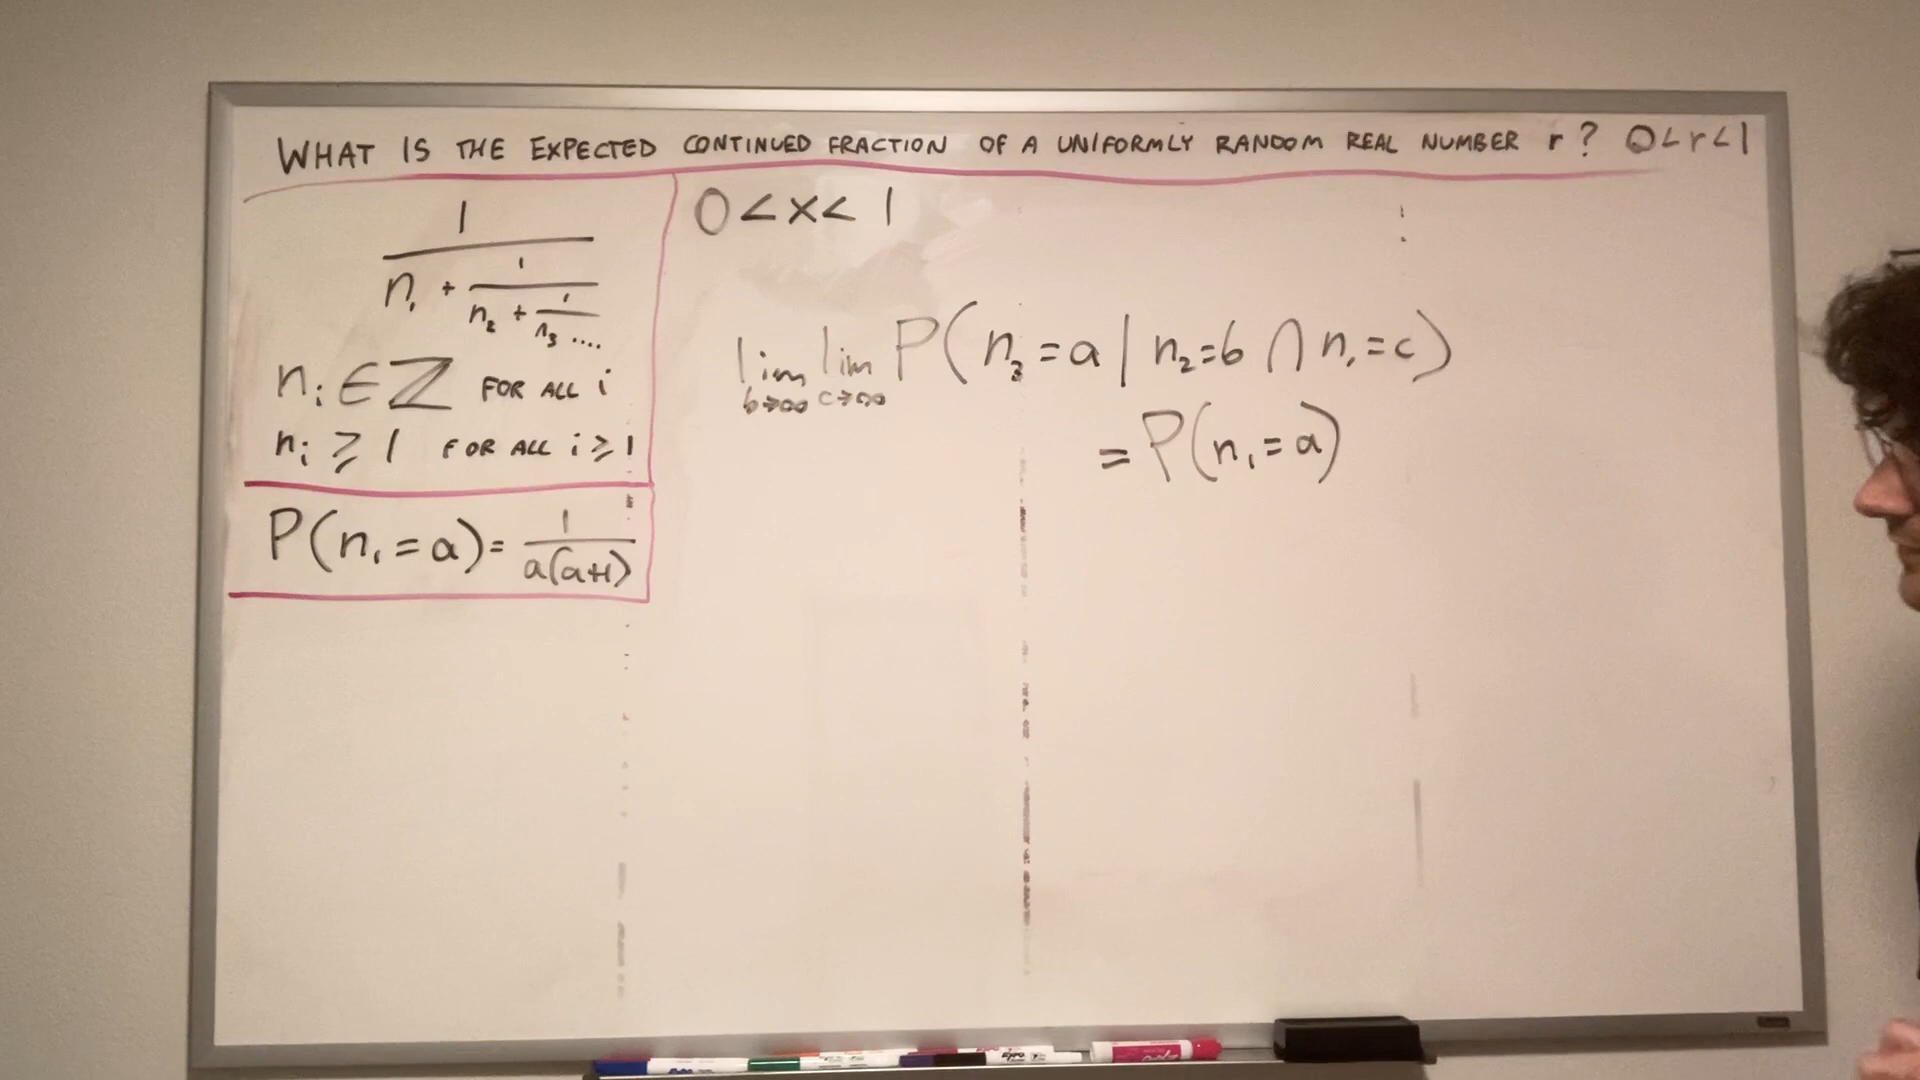 WHAT IS THE EXPECTED CONTINUED FRACTION OF A UNIFORMLY RANDOM REAL NUMBER r? 0<r<1
1
n₁ + 1
n₂ + 1
n₃ ....
nᵢ ∈ ℤ FOR ALL i
nᵢ ≥ 1 FOR ALL i ≥ 1
P(n₁ = a) = 1
a(a+1)
0 < x < 1
lim lim P(n₃ = a | n₂ = b ∩ n₁ = c)
b→∞ c→∞
= P(n₁ = a)
EXPO